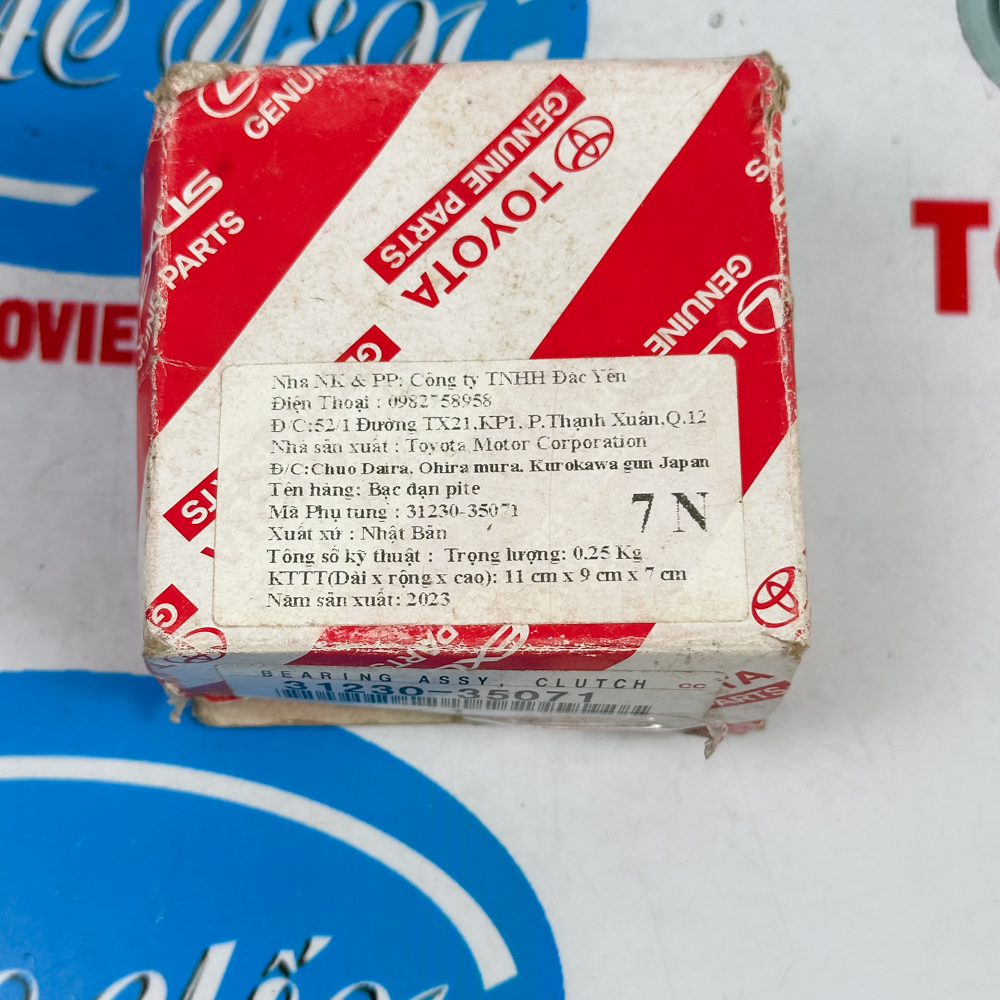 GENUINE
PARTS
TOYOTA
GENUINE PARTS
GENUINE
OVIE
Nhà NK & PP: Công ty TNHH Đắc Yên
Điện Thoại : 0982758958
Đ/C:52/1 Đường TX21,KP1, P.Thạnh Xuân,Q.12
Nhà sản xuất : Toyota Motor Corporation
Đ/C:Chuo Daira, Ohira mura, Kurokawa gun Japan
Tên hàng: Bạc đạn pite
Mã Phụ tùng : 31230-35071
7 N
Xuất xứ : Nhật Bản
Tông số kỹ thuật : Trọng lượng: 0.25 Kg
KTTT(Dài x rộng x cao): 11 cm x 9 cm x 7 cm
Năm sản xuất: 2023
BEARING ASSY, CLUTCH
CC
31230-35071
PARTS